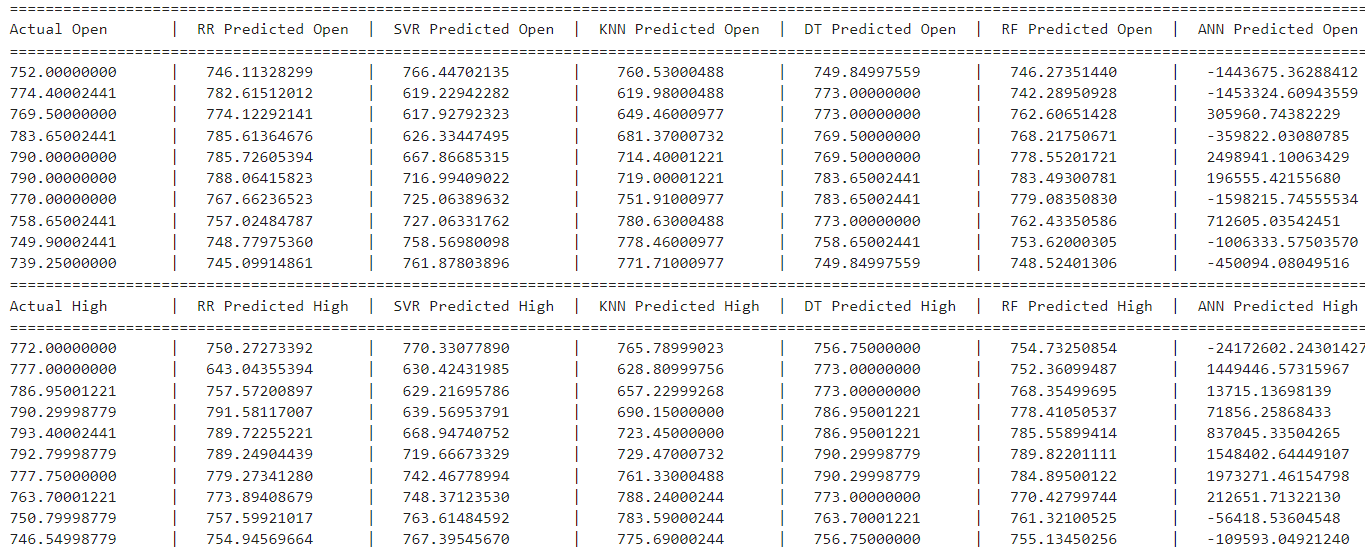 Actual Open | RR Predicted Open | SVR Predicted Open | KNN Predicted Open | DT Predicted Open | RF Predicted Open | ANN Predicted Open
752.00000000 | 746.11328299 | 766.44702135 | 760.53000488 | 749.84997559 | 746.27351440 | -1443675.36288412
774.40002441 | 782.61512012 | 619.22942282 | 619.98000488 | 773.00000000 | 742.28950928 | -1453324.60943559
769.50000000 | 774.12292141 | 617.92792323 | 649.46000977 | 773.00000000 | 762.60651428 | 305960.74382229
783.65002441 | 785.61364676 | 626.33447495 | 681.37000732 | 769.50000000 | 768.21750671 | -359822.03080785
790.00000000 | 785.72605394 | 667.86685315 | 714.40001221 | 769.50000000 | 778.55201721 | 2498941.10063429
790.00000000 | 788.06415823 | 716.99409022 | 719.00001221 | 783.65002441 | 783.49300781 | 196555.42155680
770.00000000 | 767.66236523 | 725.06389632 | 751.91000977 | 783.65002441 | 779.08350830 | -1598215.74555534
758.65002441 | 757.02484787 | 727.06331762 | 780.63000488 | 773.00000000 | 762.43350586 | 712605.03542451
749.90002441 | 748.77975360 | 758.56980098 | 778.46000977 | 758.65002441 | 753.62000305 | -1006333.57503570
739.25000000 | 745.09914861 | 761.87803896 | 771.71000977 | 749.84997559 | 748.52401306 | -450094.08049516
Actual High | RR Predicted High | SVR Predicted High | KNN Predicted High | DT Predicted High | RF Predicted High | ANN Predicted High
772.00000000 | 750.27273392 | 770.33077890 | 765.78999023 | 756.75000000 | 754.73250854 | -24172602.24301427
777.00000000 | 643.04355394 | 630.42431985 | 628.80999756 | 773.00000000 | 752.36099487 | 1449446.57315967
786.95001221 | 757.57200897 | 629.21695786 | 657.22999268 | 773.00000000 | 768.35499695 | 13715.13698139
790.29998779 | 791.58117007 | 639.56953791 | 690.15000000 | 786.95001221 | 778.41050537 | 71856.25868433
793.40002441 | 789.72255221 | 668.94740752 | 723.45000000 | 786.95001221 | 785.55899414 | 837045.33504265
792.79998779 | 789.24904439 | 719.66673329 | 729.47000732 | 790.29998779 | 789.82201111 | 1548402.64449107
777.75000000 | 779.27341280 | 742.46778994 | 761.33000488 | 790.29998779 | 784.89500122 | 1973271.46154798
763.70001221 | 773.89408679 | 748.37123530 | 788.24000244 | 773.00000000 | 770.42799744 | 212651.71322130
750.79998779 | 757.59921017 | 763.61484592 | 783.59000244 | 763.70001221 | 761.32100525 | -56418.53604548
746.54998779 | 754.94569664 | 767.39545670 | 775.69000244 | 756.75000000 | 755.13450256 | -109593.04921240